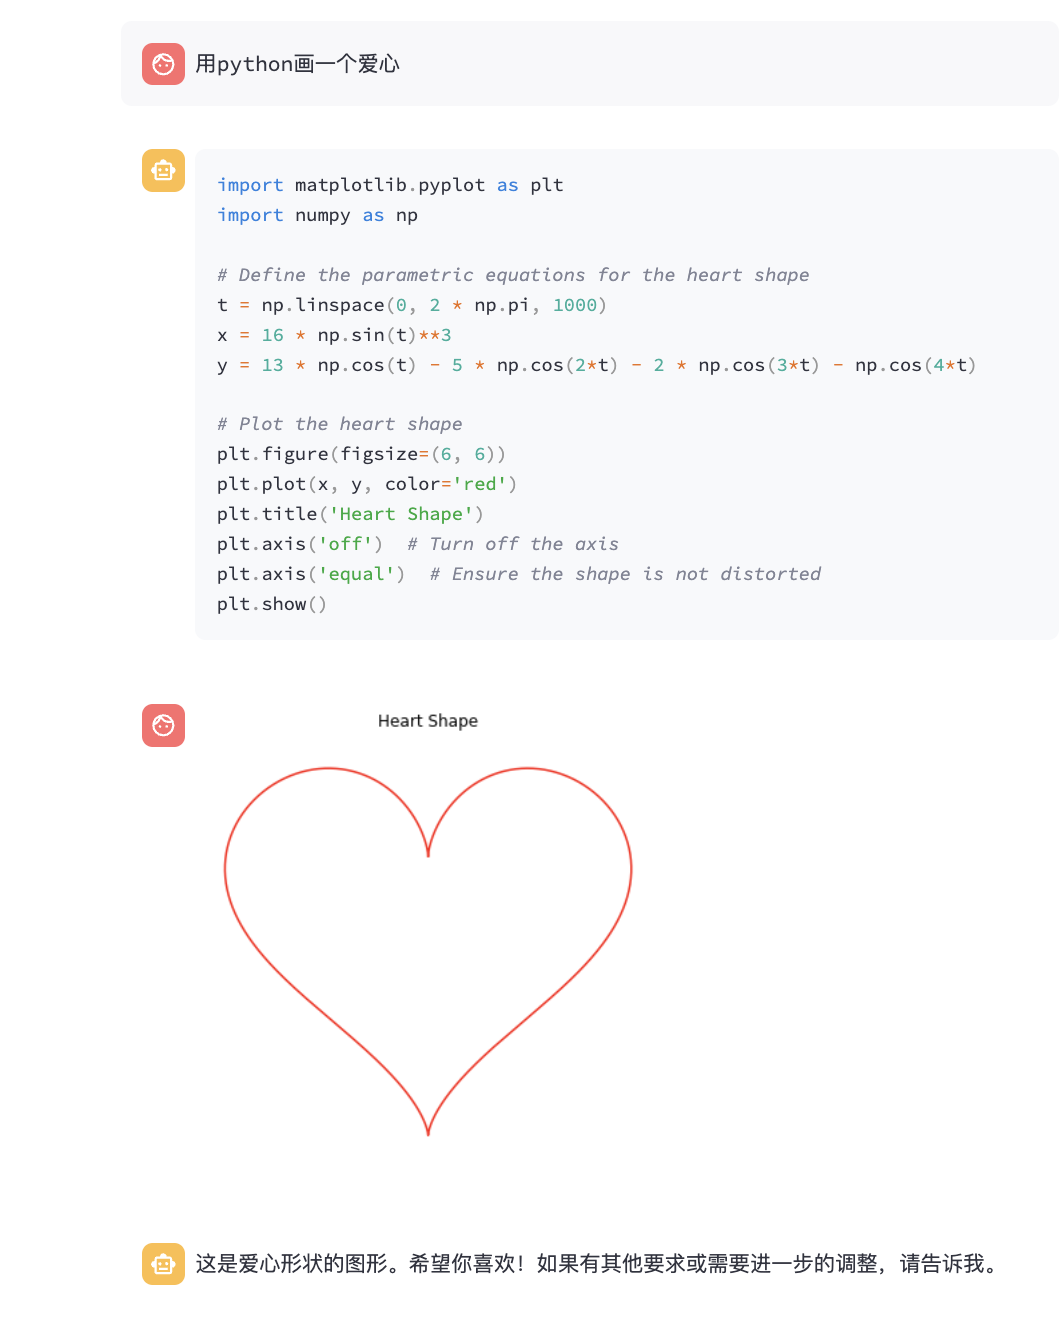 用python画一个爱心
import matplotlib.pyplot as plt
import numpy as np
# Define the parametric equations for the heart shape
t = np.linspace(0, 2 * np.pi, 1000)
x = 16 * np.sin(t)**3
y = 13 * np.cos(t) - 5 * np.cos(2*t) - 2 * np.cos(3*t) - np.cos(4*t)
# Plot the heart shape
plt.figure(figsize=(6, 6))
plt.plot(x, y, color='red')
plt.title('Heart Shape')
plt.axis('off')  # Turn off the axis
plt.axis('equal')  # Ensure the shape is not distorted
plt.show()
Heart Shape
这是爱心形状的图形。希望你喜欢！如果有其他要求或需要进一步的调整，请告诉我。